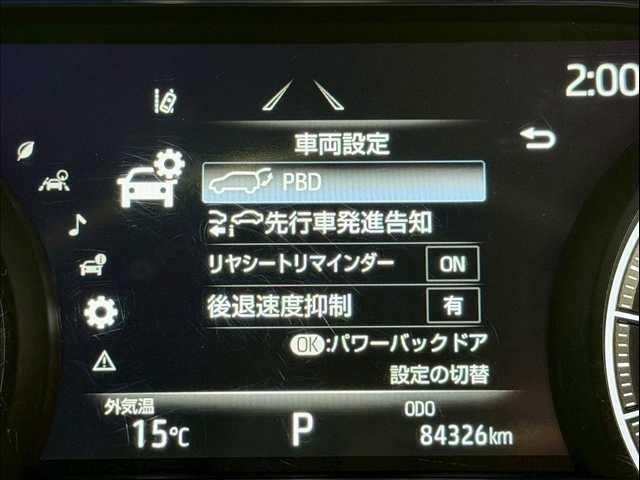 2:00
車両設定
PBD
先行車発進告知
リヤシートリマインダー ON
後退速度抑制 有
OK:パワーバックドア
設定の切替
外気温 ODO
15℃ P 84326km